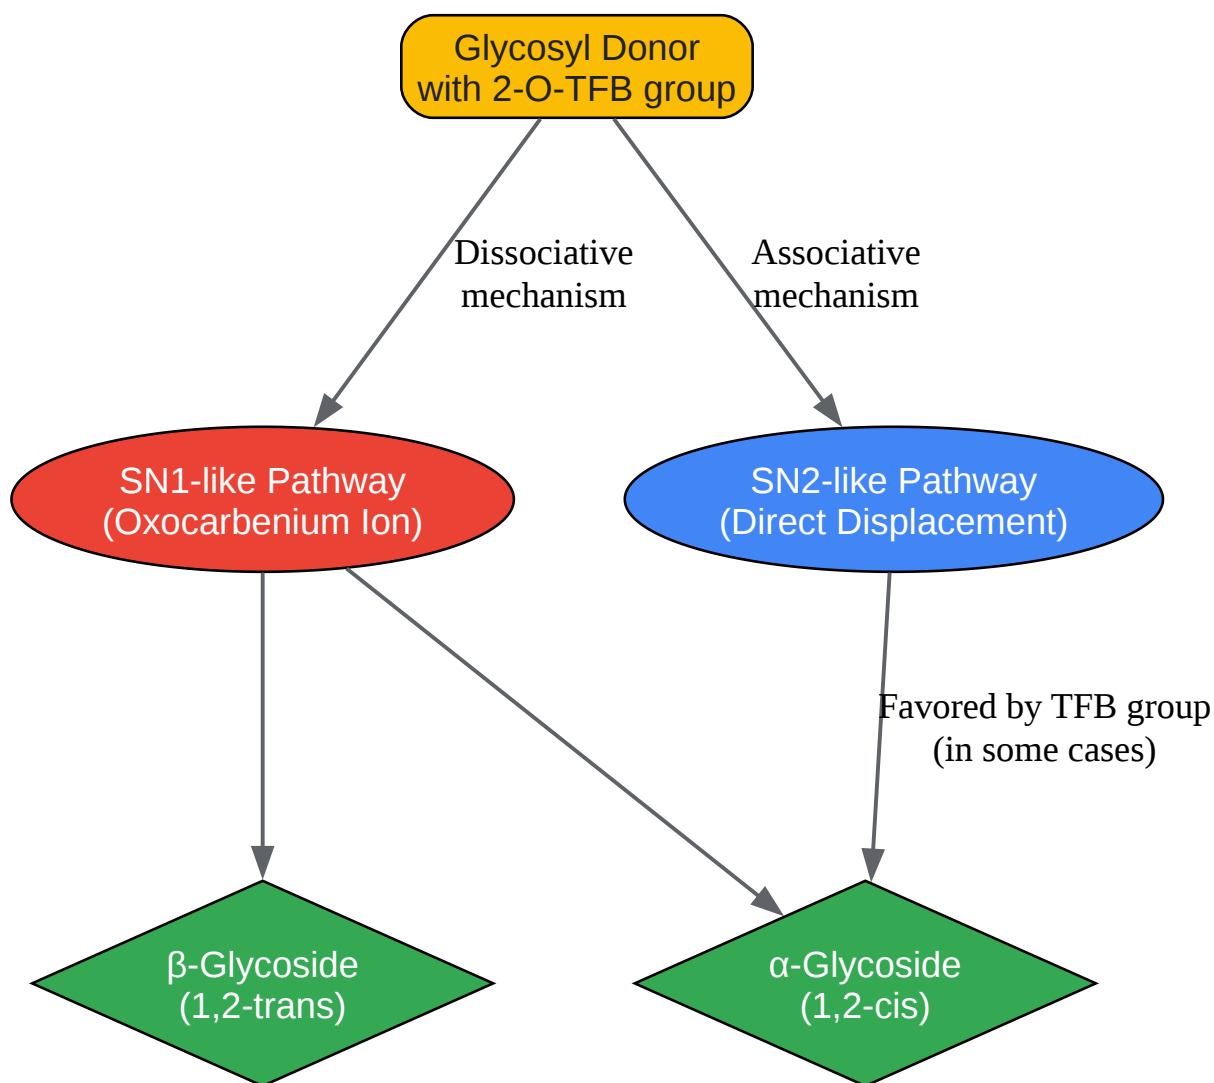 Glycosyl Donor
with 2-O-TFB group
Dissociative
mechanism
Associative
mechanism
SN1-like Pathway
(Oxocarbenium Ion)
SN2-like Pathway
(Direct Displacement)
Favored by TFB group
(in some cases)
β-Glycoside
(1,2-trans)
α-Glycoside
(1,2-cis)